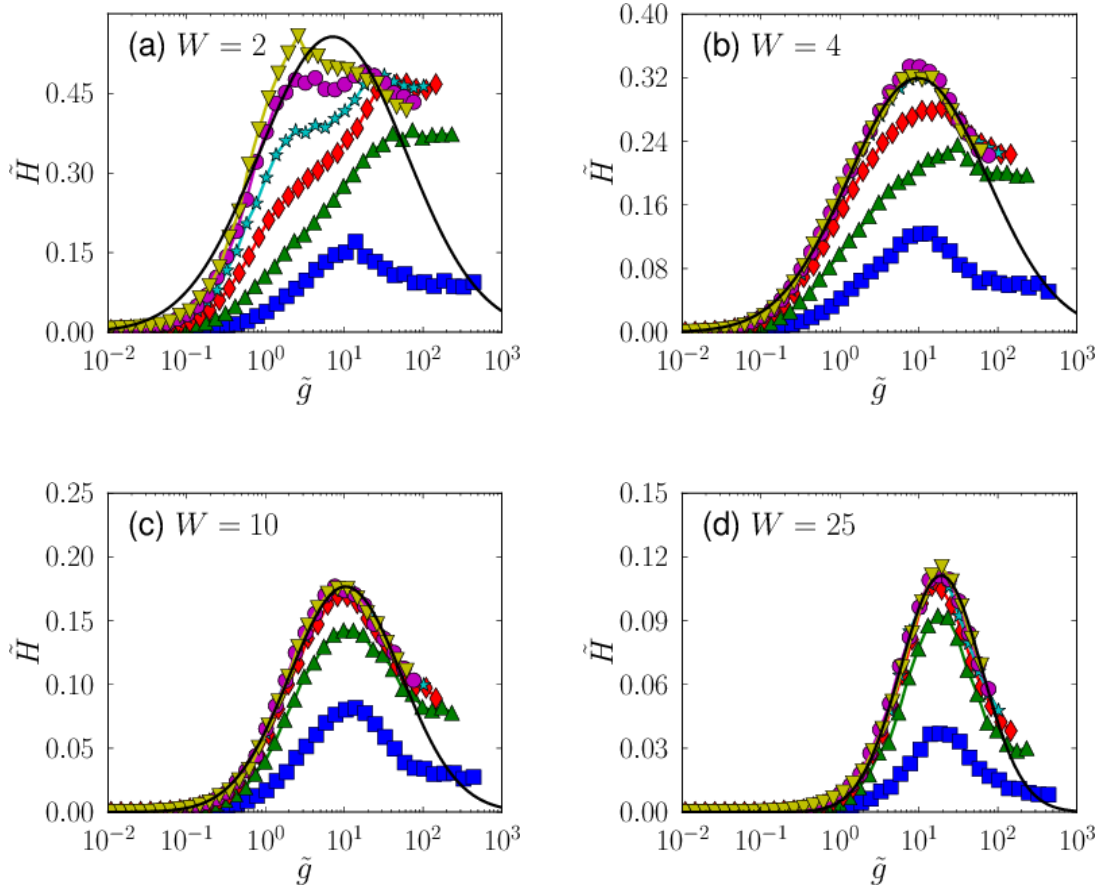 (a) W = 2
0.45
0.30
0.15
0.00
H̃
10⁻² 10⁻¹ 10⁰ 10¹ 10² 10³
g̃
(b) W = 4
0.40
0.32
0.24
0.16
0.08
0.00
H̃
10⁻² 10⁻¹ 10⁰ 10¹ 10² 10³
g̃
(c) W = 10
0.25
0.20
0.15
0.10
0.05
0.00
H̃
10⁻² 10⁻¹ 10⁰ 10¹ 10² 10³
g̃
(d) W = 25
0.15
0.12
0.09
0.06
0.03
0.00
H̃
10⁻² 10⁻¹ 10⁰ 10¹ 10² 10³
g̃